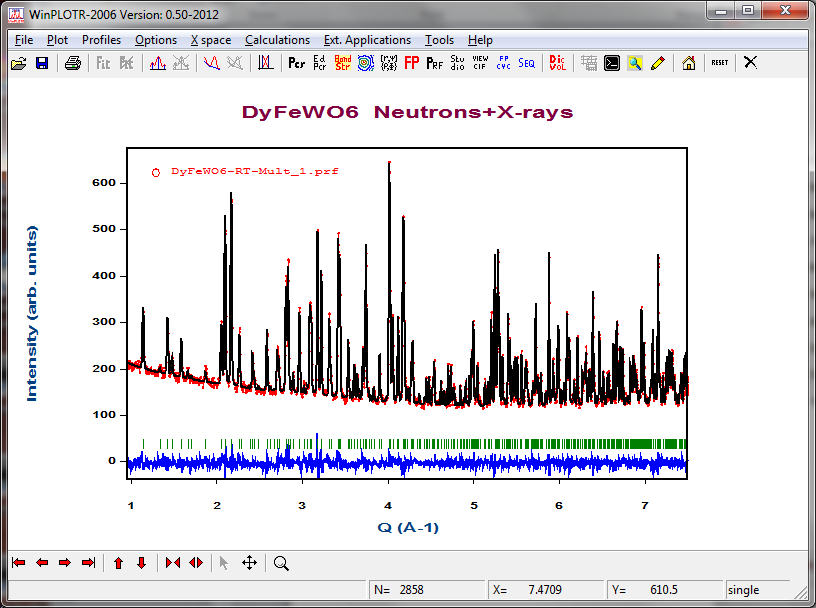 WinPLOTR-2006 Version: 0.50-2012
File Plot Profiles Options X space Calculations Ext. Applications Tools Help
Fit Fit Pcr Ed Pcr Bond Str FP PRF Stu dio VIEW CIF FP CYC SEQ Dic VOL RESET
DyFeWO6 Neutrons+X-rays
DyFeWO6-RT-Mult_1.prf
Intensity (arb. units)
600
500
400
300
200
100
0
1 2 3 4 5 6 7
Q (A-1)
N= 2858 X= 7.4709 Y= 610.5 single